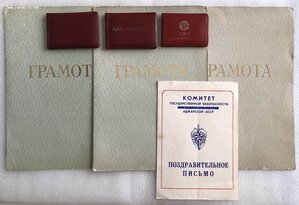 ГРАМОТА
ГРАМОТА
ГРАМОТА
КОМИТЕТ
ГОСУДАРСТВЕННОЙ БЕЗОПАСНОСТИ
АДЖАРСКОЙ АССР
ПОЗДРАВИТЕЛЬНОЕ
ПИСЬМО